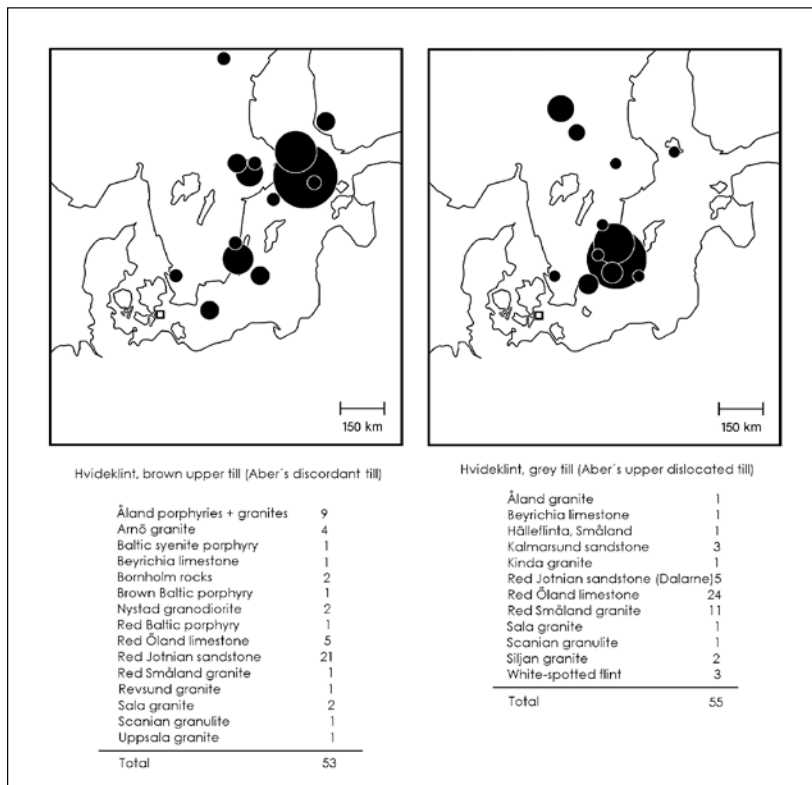 150 km
150 km
Hvideklint, brown upper till (Aber´s discordant till)
Åland porphyries + granites 9
Arnö granite 4
Baltic syenite porphyry 1
Beyrichia limestone 1
Bornholm rocks 2
Brown Baltic porphyry 1
Nystad granodiorite 2
Red Baltic porphyry 1
Red Öland limestone 5
Red Jotnian sandstone 21
Red Småland granite 1
Revsund granite 1
Sala granite 2
Scanian granulite 1
Uppsala granite 1
Total 53
Hvideklint, grey till (Aber´s upper dislocated till)
Åland granite 1
Beyrichia limestone 1
Hälleflinta, Småland 1
Kalmarsund sandstone 3
Kinda granite 1
Red Jotnian sandstone (Dalarne) 5
Red Öland limestone 24
Red Småland granite 11
Sala granite 1
Scanian granulite 1
Siljan granite 2
White-spotted flint 3
Total 55